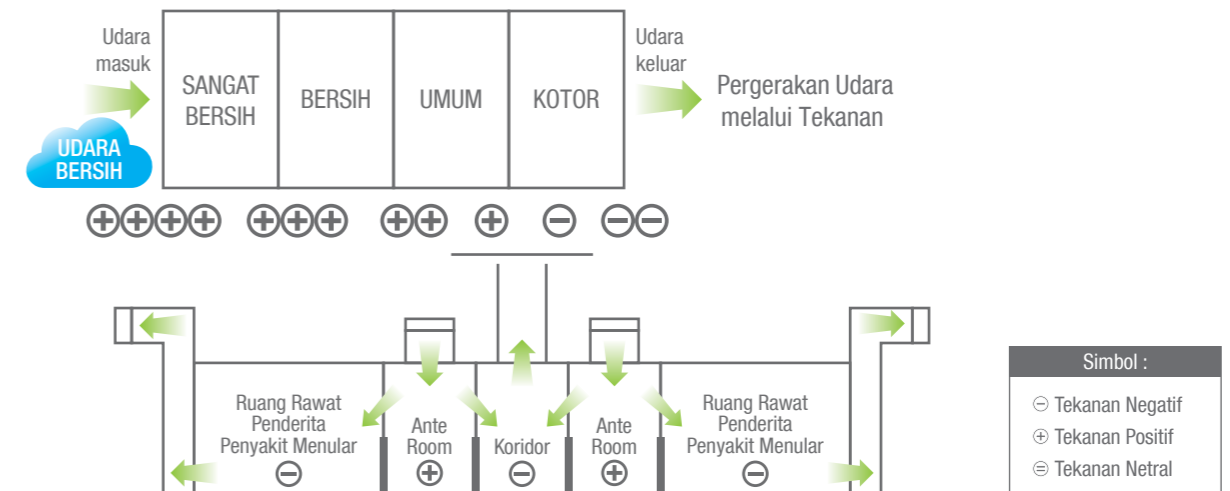 Udara
masuk
UDARA
BERSIH
SANGAT
BERSIH
BERSIH
UMUM
KOTOR
Udara
keluar
Pergerakan Udara
melalui Tekanan
Ruang Rawat
Penderita
Penyakit Menular
Ante
Room
Koridor
Ante
Room
Ruang Rawat
Penderita
Penyakit Menular
Simbol :
Tekanan Negatif
Tekanan Positif
Tekanan Netral